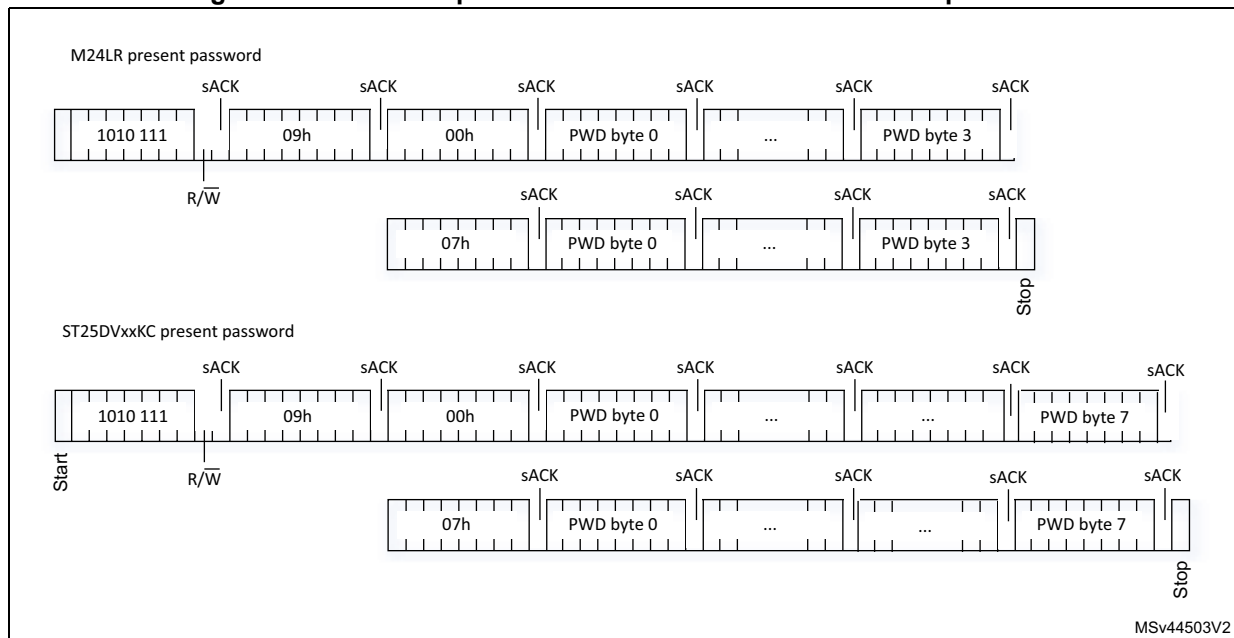 M24LR present password
sACK sACK sACK sACK sACK sACK
1010 111 09h 00h PWD byte 0 ... PWD byte 3
R/W̅
sACK sACK sACK sACK
07h PWD byte 0 ... PWD byte 3
Stop
ST25DVxxKC present password
sACK sACK sACK sACK sACK sACK sACK
1010 111 09h 00h PWD byte 0 ... ... PWD byte 7
Start
R/W̅
sACK sACK sACK sACK sACK
07h PWD byte 0 ... ... PWD byte 7
Stop
MSv44503V2